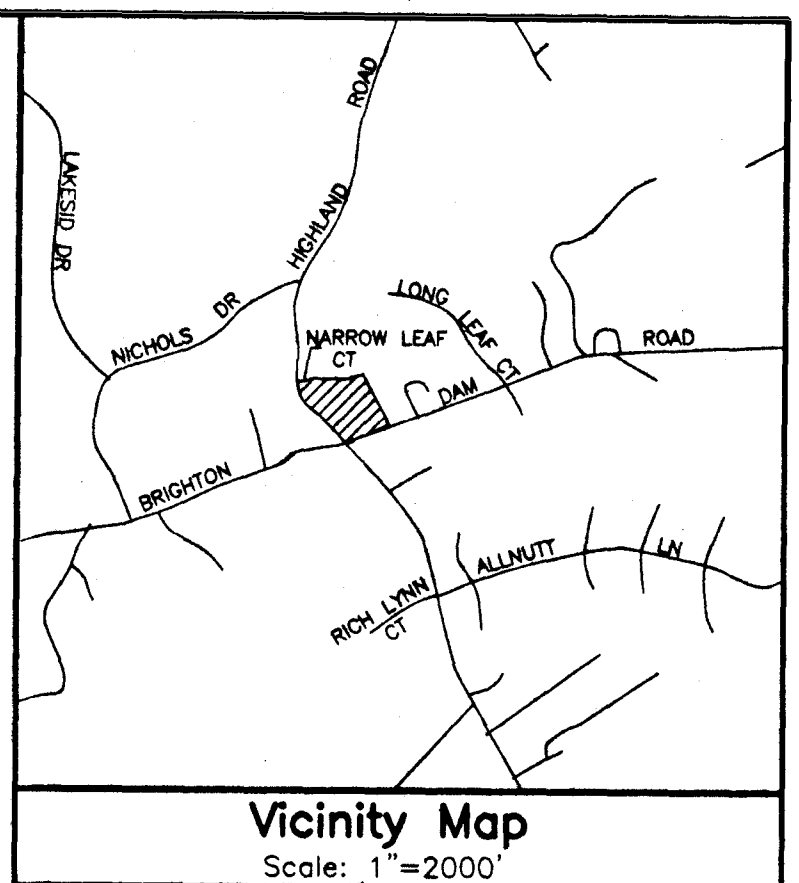 ROAD
HIGHLAND
LAKESID DR
NICHOLS DR
NARROW LEAF
CT
LONG LEAF CT
DAM
ROAD
BRIGHTON
ALLNUTT LN
RICH LYNN
CT
Vicinity Map
Scale: 1"=2000'